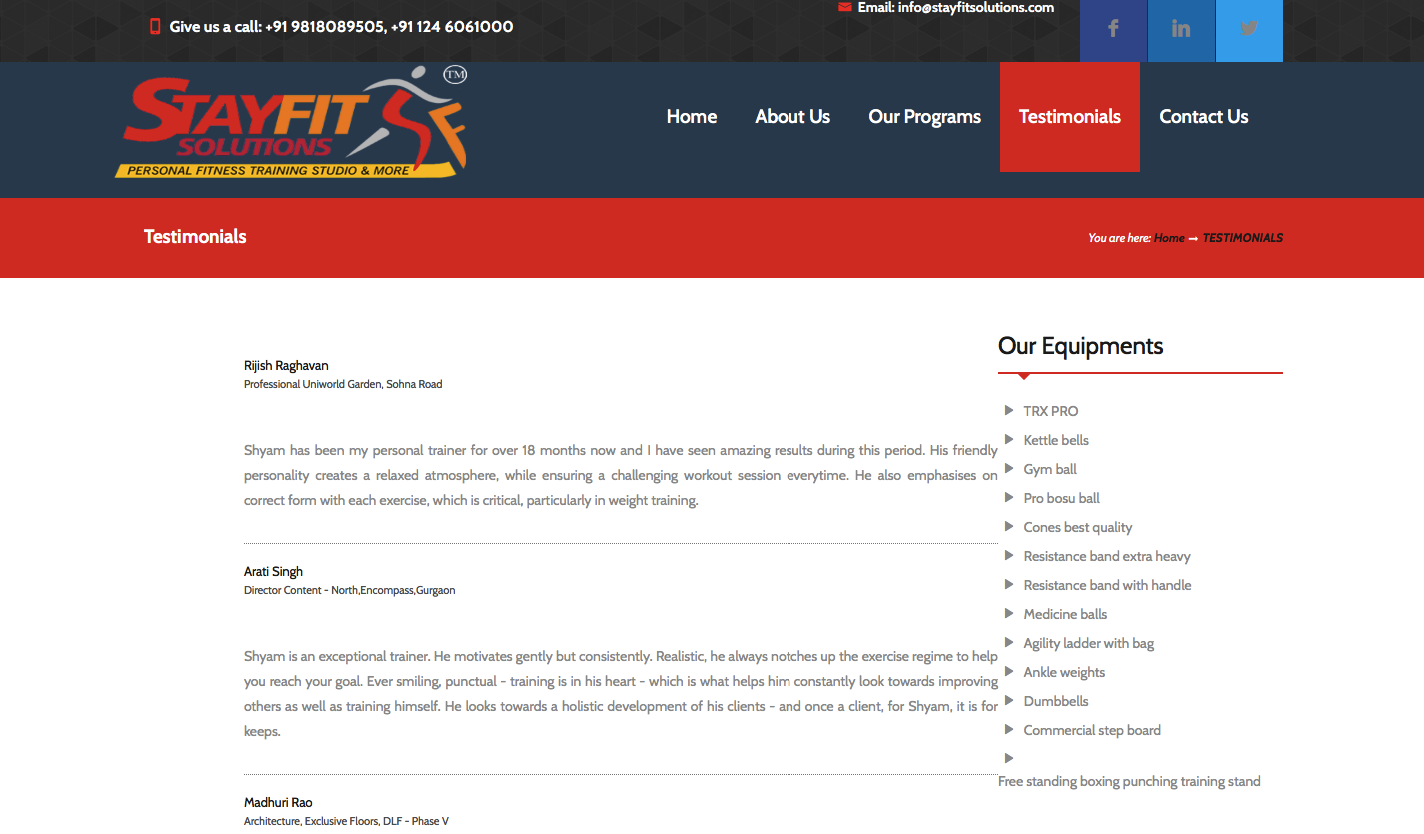 Give us a call: +91 9818089505, +91 124 6061000
Email: info@stayfitsolutions.com
STAYFIT
SOLUTIONS
TM
PERSONAL FITNESS TRAINING STUDIO & MORE
Home
About Us
Our Programs
Testimonials
Contact Us
Testimonials
You are here: Home → TESTIMONIALS
Rijish Raghavan
Professional Uniworld Garden, Sohna Road
Shyam has been my personal trainer for over 18 months now and I have seen amazing results during this period. His friendly
personality creates a relaxed atmosphere, while ensuring a challenging workout session everytime. He also emphasises on
correct form with each exercise, which is critical, particularly in weight training.
Arati Singh
Director Content - North,Encompass,Gurgaon
Shyam is an exceptional trainer. He motivates gently but consistently. Realistic, he always notches up the exercise regime to help
you reach your goal. Ever smiling, punctual - training is in his heart - which is what helps him constantly look towards improving
others as well as training himself. He looks towards a holistic development of his clients - and once a client, for Shyam, it is for
keeps.
Madhuri Rao
Architecture, Exclusive Floors, DLF - Phase V
Our Equipments
TRX PRO
Kettle bells
Gym ball
Pro bosu ball
Cones best quality
Resistance band extra heavy
Resistance band with handle
Medicine balls
Agility ladder with bag
Ankle weights
Dumbbells
Commercial step board
Free standing boxing punching training stand